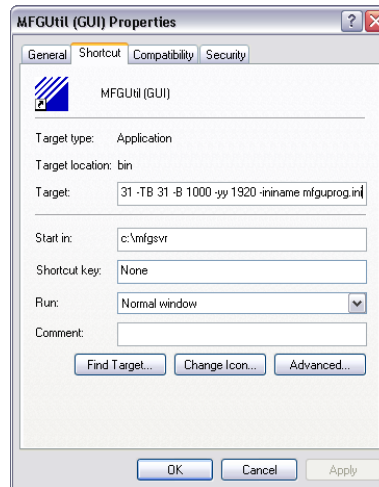 MFGUtil (GUI) Properties
General Shortcut Compatibility Security
MFGUtil (GUI)
Target type: Application
Target location: bin
Target: 31 -TB 31 -B 1000 -yy 1920 -ininame mfguprog.ini
Start in: c:\mfgsvr
Shortcut key: None
Run: Normal window
Comment:
Find Target... Change Icon... Advanced...
OK Cancel Apply